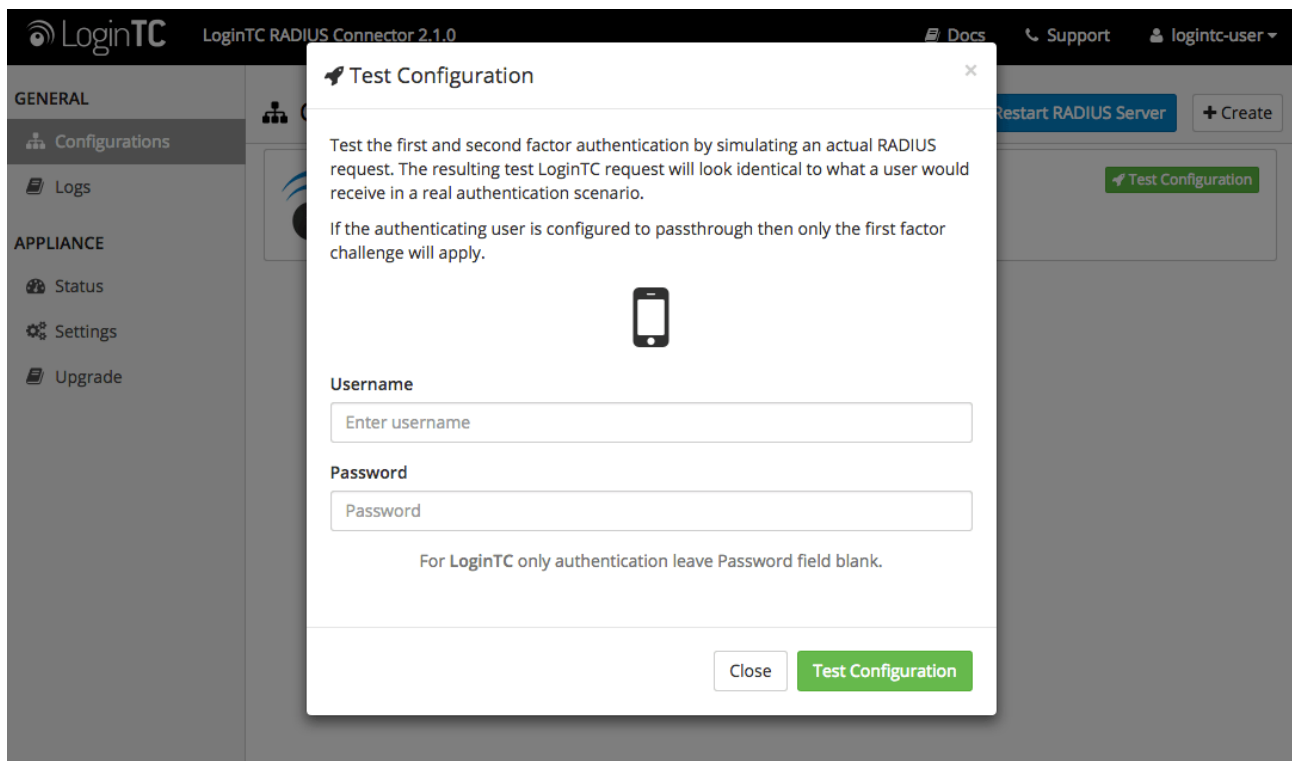 LoginTC
LoginTC RADIUS Connector 2.1.0
Docs
Support
logintc-user
GENERAL
Configurations
Logs
APPLIANCE
Status
Settings
Upgrade
Restart RADIUS Server
+ Create
Test Configuration
Test Configuration
×
Test the first and second factor authentication by simulating an actual RADIUS
request. The resulting test LoginTC request will look identical to what a user would
receive in a real authentication scenario.
If the authenticating user is configured to passthrough then only the first factor
challenge will apply.
Username
Enter username
Password
Password
For LoginTC only authentication leave Password field blank.
Close
Test Configuration